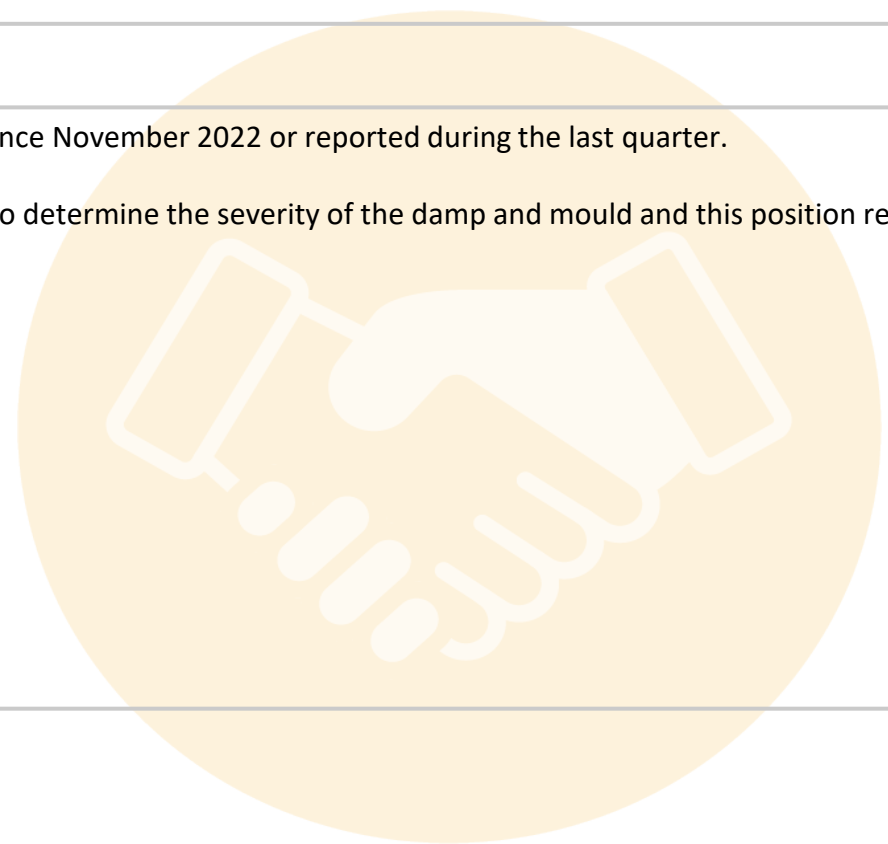 nce November 2022 or reported during the last quarter.
o determine the severity of the damp and mould and this position re